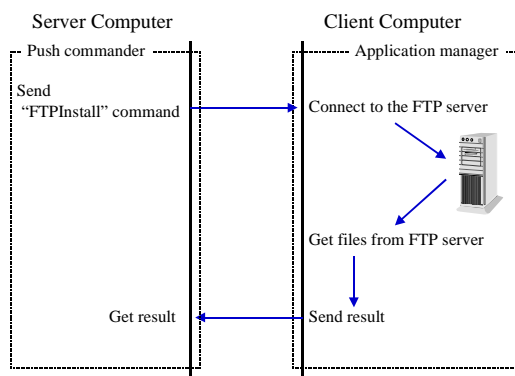 Server Computer
Client Computer
Push commander
Application manager
Send
“FTPInstall” command
Connect to the FTP server
Get files from FTP server
Get result
Send result